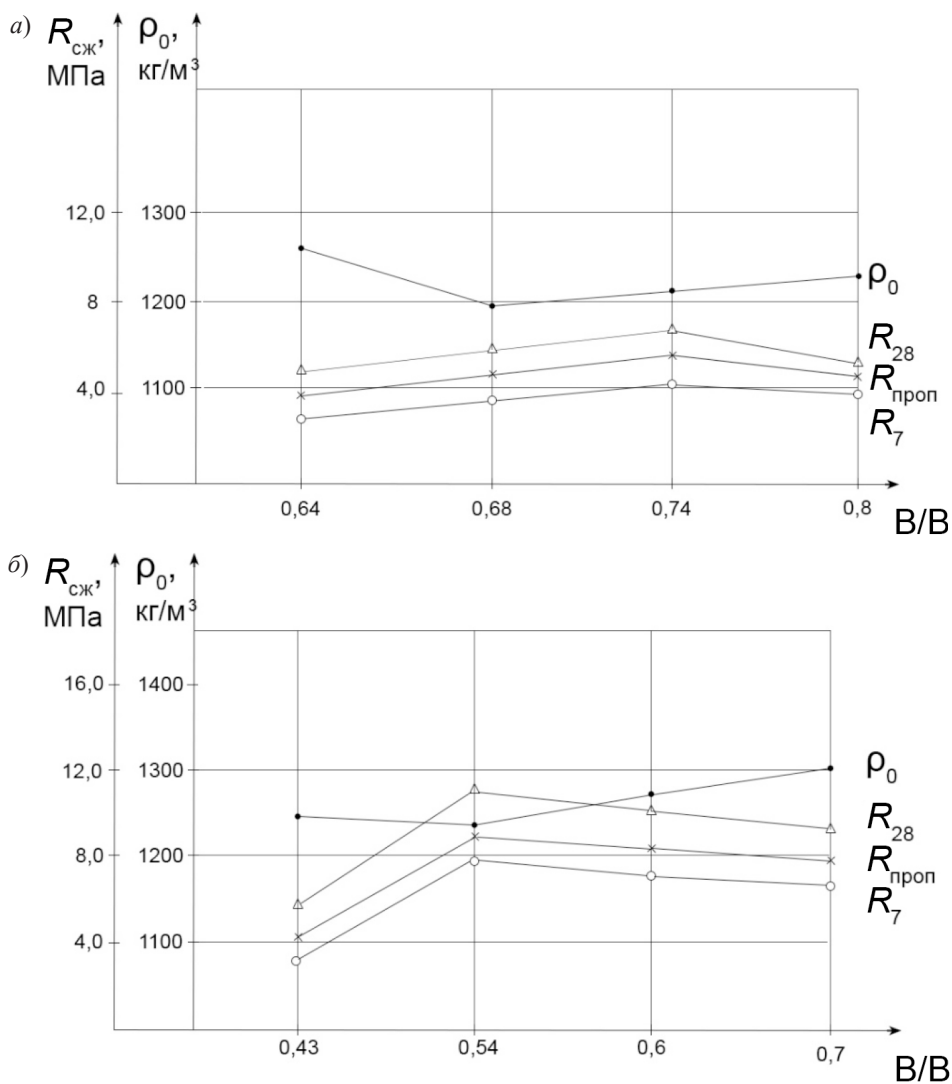 а) Rсж, ρ0,
МПа кг/м3
12,0 1300
8 1200
4,0 1100
ρ0
R28
Rпроп
R7
0,64 0,68 0,74 0,8
В/В
б) Rсж, ρ0,
МПа кг/м3
16,0 1400
12,0 1300
8,0 1200
4,0 1100
ρ0
R28
Rпроп
R7
0,43 0,54 0,6 0,7
В/В